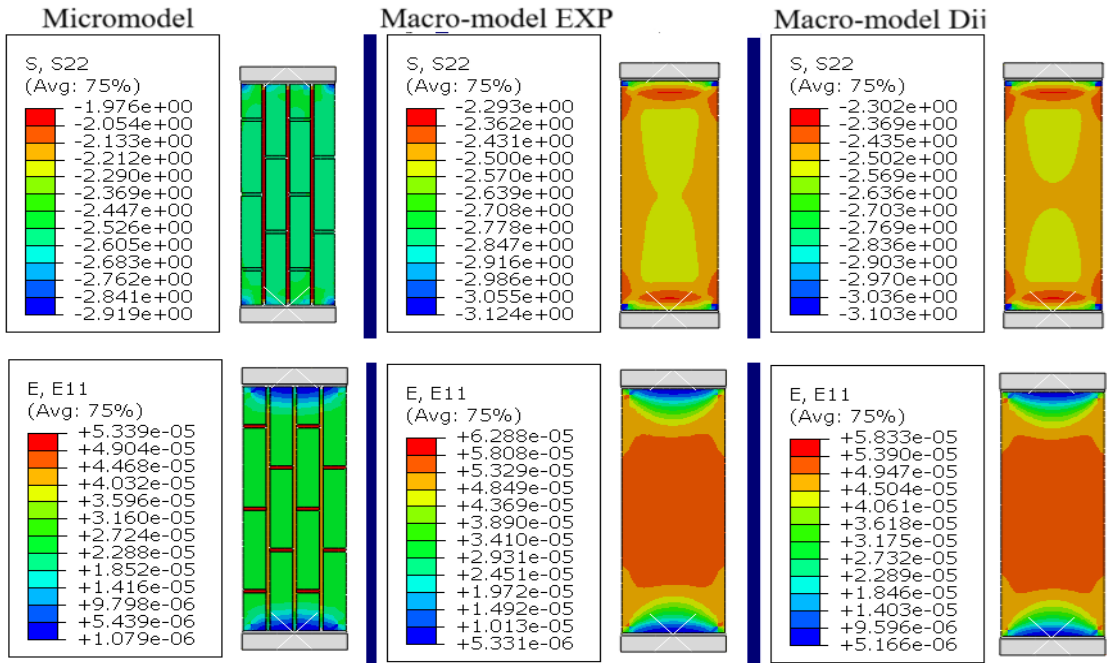 Micromodel
Macro-model EXP
Macro-model Dii
S, S22
(Avg: 75%)
-1.976e+00
-2.054e+00
-2.133e+00
-2.212e+00
-2.290e+00
-2.369e+00
-2.447e+00
-2.526e+00
-2.605e+00
-2.683e+00
-2.762e+00
-2.841e+00
-2.919e+00
S, S22
(Avg: 75%)
-2.293e+00
-2.362e+00
-2.431e+00
-2.500e+00
-2.570e+00
-2.639e+00
-2.708e+00
-2.778e+00
-2.847e+00
-2.916e+00
-2.986e+00
-3.055e+00
-3.124e+00
S, S22
(Avg: 75%)
-2.302e+00
-2.369e+00
-2.435e+00
-2.502e+00
-2.569e+00
-2.636e+00
-2.703e+00
-2.769e+00
-2.836e+00
-2.903e+00
-2.970e+00
-3.036e+00
-3.103e+00
E, E11
(Avg: 75%)
+5.339e-05
+4.904e-05
+4.468e-05
+4.032e-05
+3.596e-05
+3.160e-05
+2.724e-05
+2.288e-05
+1.852e-05
+1.416e-05
+9.798e-06
+5.439e-06
+1.079e-06
E, E11
(Avg: 75%)
+6.288e-05
+5.808e-05
+5.329e-05
+4.849e-05
+4.369e-05
+3.890e-05
+3.410e-05
+2.931e-05
+2.451e-05
+1.972e-05
+1.492e-05
+1.013e-05
+5.331e-06
E, E11
(Avg: 75%)
+5.833e-05
+5.390e-05
+4.947e-05
+4.504e-05
+4.061e-05
+3.618e-05
+3.175e-05
+2.732e-05
+2.289e-05
+1.846e-05
+1.403e-05
+9.596e-06
+5.166e-06